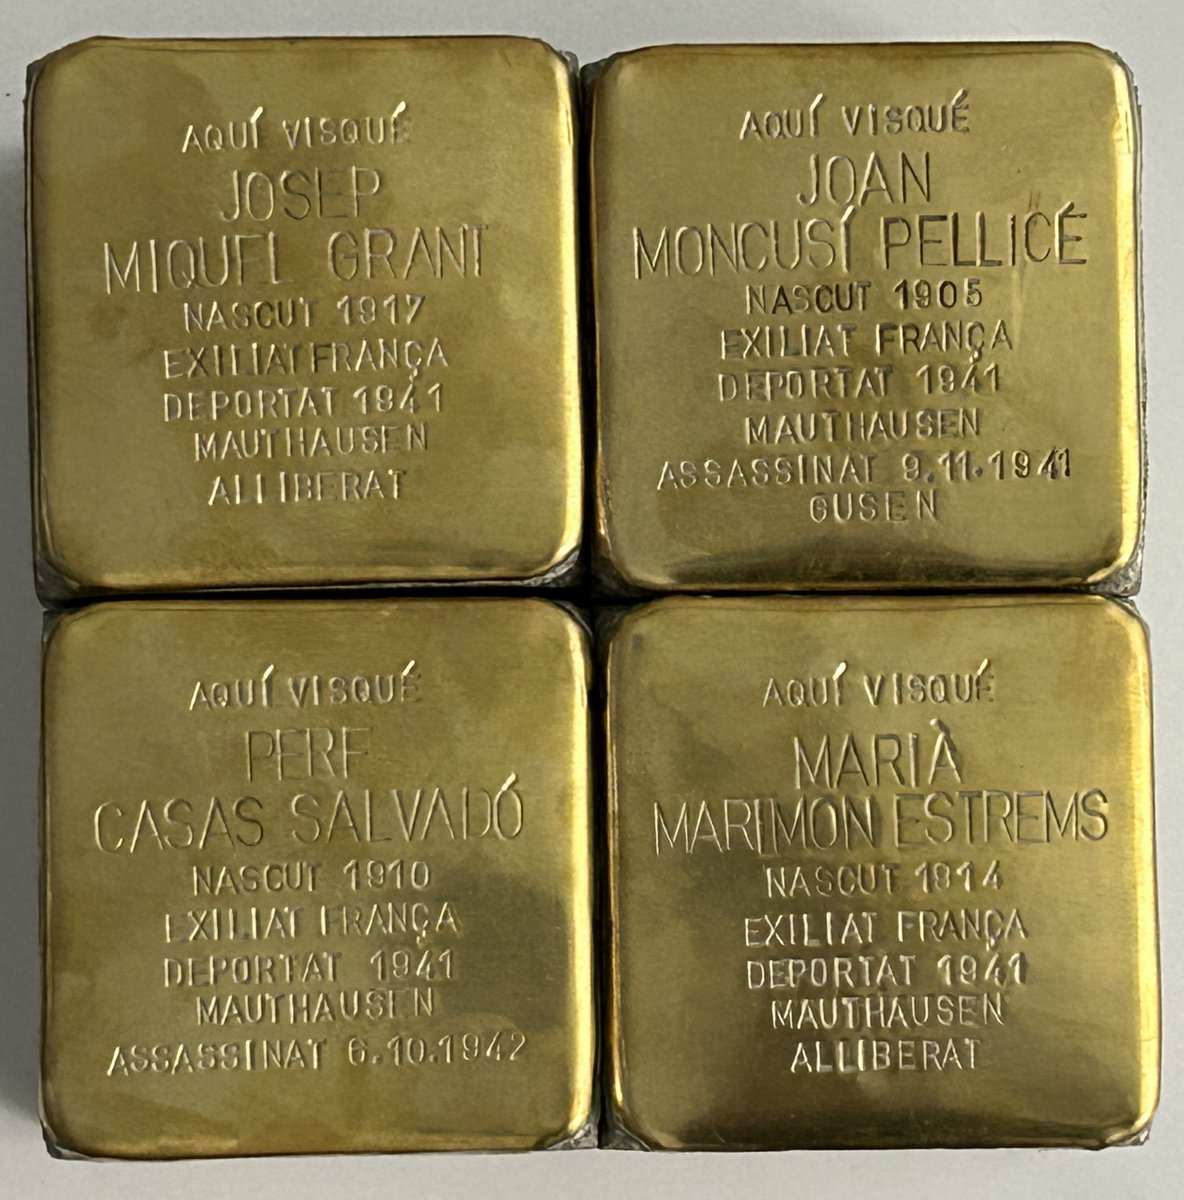 AQUÍ VISQUÉ
JOSEP
MIQUEL GRANT
NASCUT 1917
EXILIAT FRANÇA
DEPORTAT 1941
MAUTHAUSEN
ALLIBERAT
AQUÍ VISQUÉ
JOAN
MONCUSÍ PELLICÉ
NASCUT 1905
EXILIAT FRANÇA
DEPORTAT 1941
MAUTHAUSEN
ASSASSINAT 9.11.1941
GUSEN
AQUÍ VISQUÉ
PERE
CASAS SALVADÓ
NASCUT 1910
EXILIAT FRANÇA
DEPORTAT 1941
MAUTHAUSEN
ASSASSINAT 6.10.1942
AQUÍ VISQUÉ
MARIÀ
MARIMON ESTREMS
NASCUT 1914
EXILIAT FRANÇA
DEPORTAT 1941
MAUTHAUSEN
ALLIBERAT